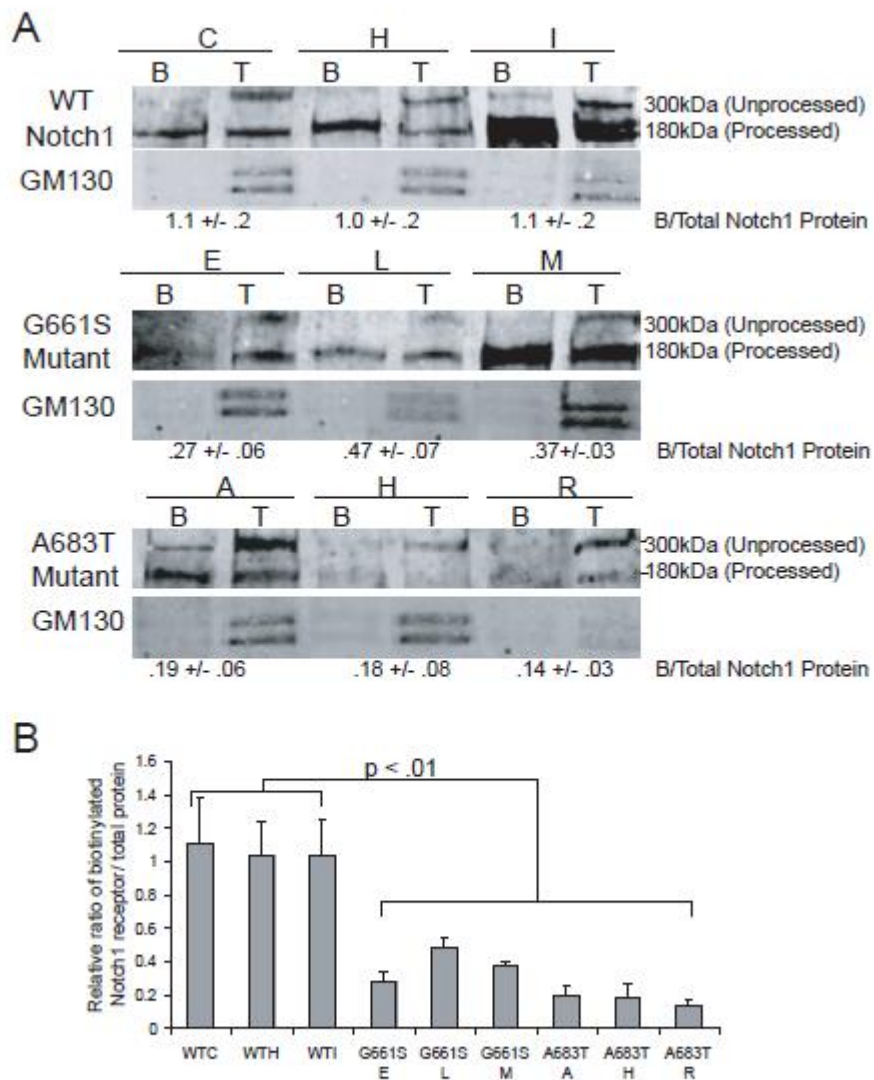 A
C H I
B T B T B T
WT
Notch1
300kDa (Unprocessed)
180kDa (Processed)
GM130
1.1 +/- .2 1.0 +/- .2 1.1 +/- .2 B/Total Notch1 Protein
E L M
B T B T B T
G661S
Mutant
300kDa (Unprocessed)
180kDa (Processed)
GM130
.27 +/- .06 .47 +/- .07 .37+/-.03 B/Total Notch1 Protein
A H R
B T B T B T
A683T
Mutant
300kDa (Unprocessed)
180kDa (Processed)
GM130
.19 +/- .06 .18 +/- .08 .14 +/- .03 B/Total Notch1 Protein
B
Relative ratio of biotinylated
Notch1 receptor/ total protein
1.6
1.4
1.2
1
0.8
0.6
0.4
0.2
0
p < .01
WTC WTH WTI G661S G661S G661S A683T A683T A683T
E L M A H R